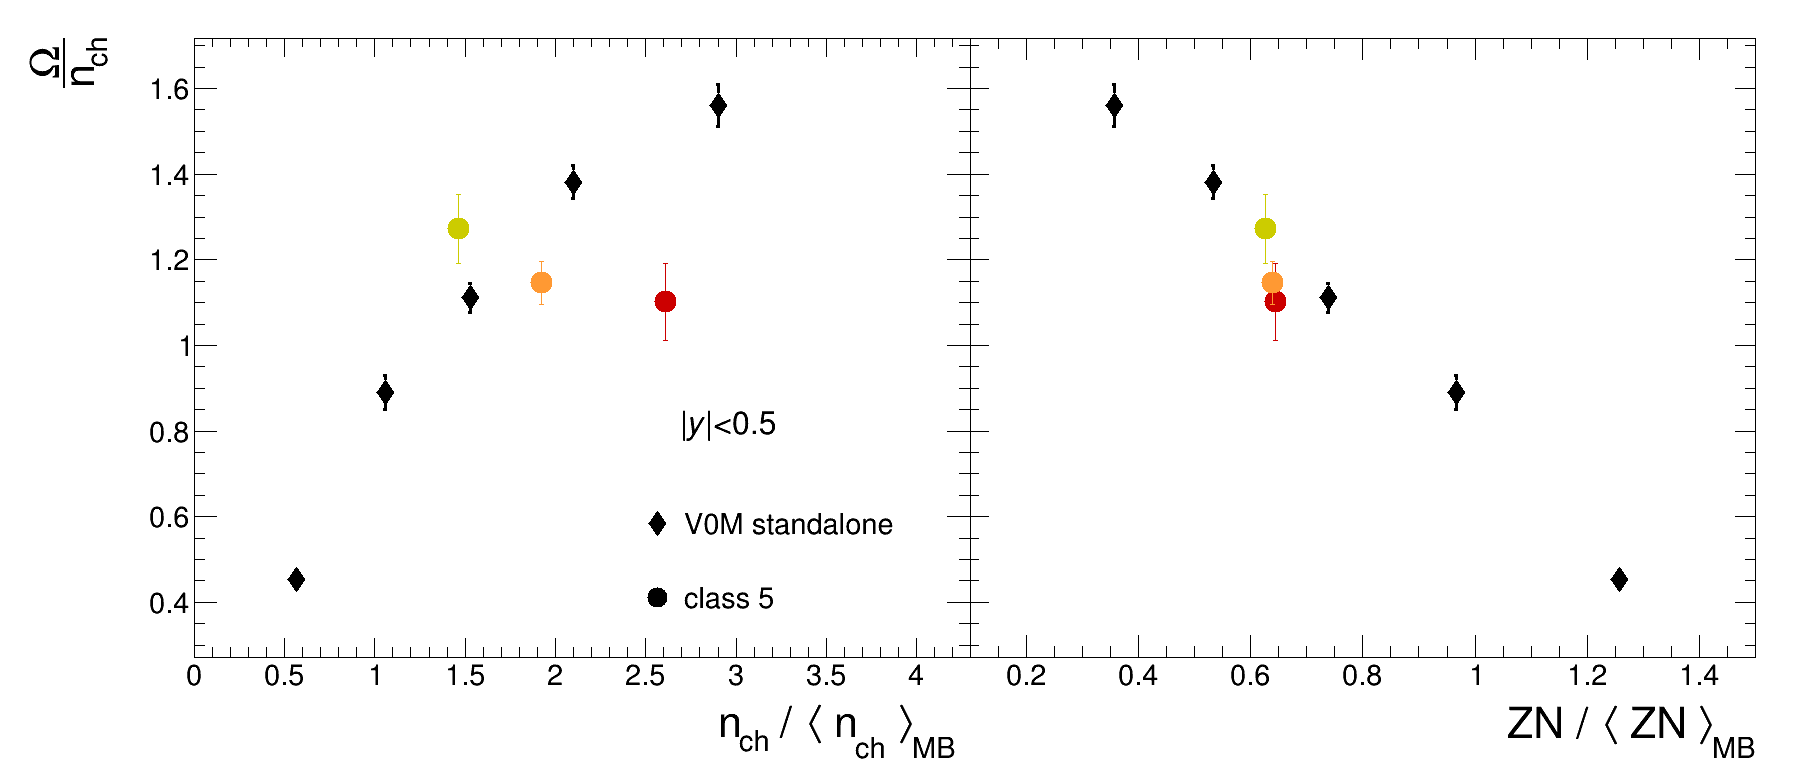 Ω
n_ch
1.6
1.4
1.2
1
0.8
0.6
0.4
|y|<0.5
V0M standalone
class 5
0 0.5 1 1.5 2 2.5 3 3.5 4
0.2 0.4 0.6 0.8 1 1.2 1.4
n_ch / ⟨ n_ch ⟩_MB
ZN / ⟨ ZN ⟩_MB